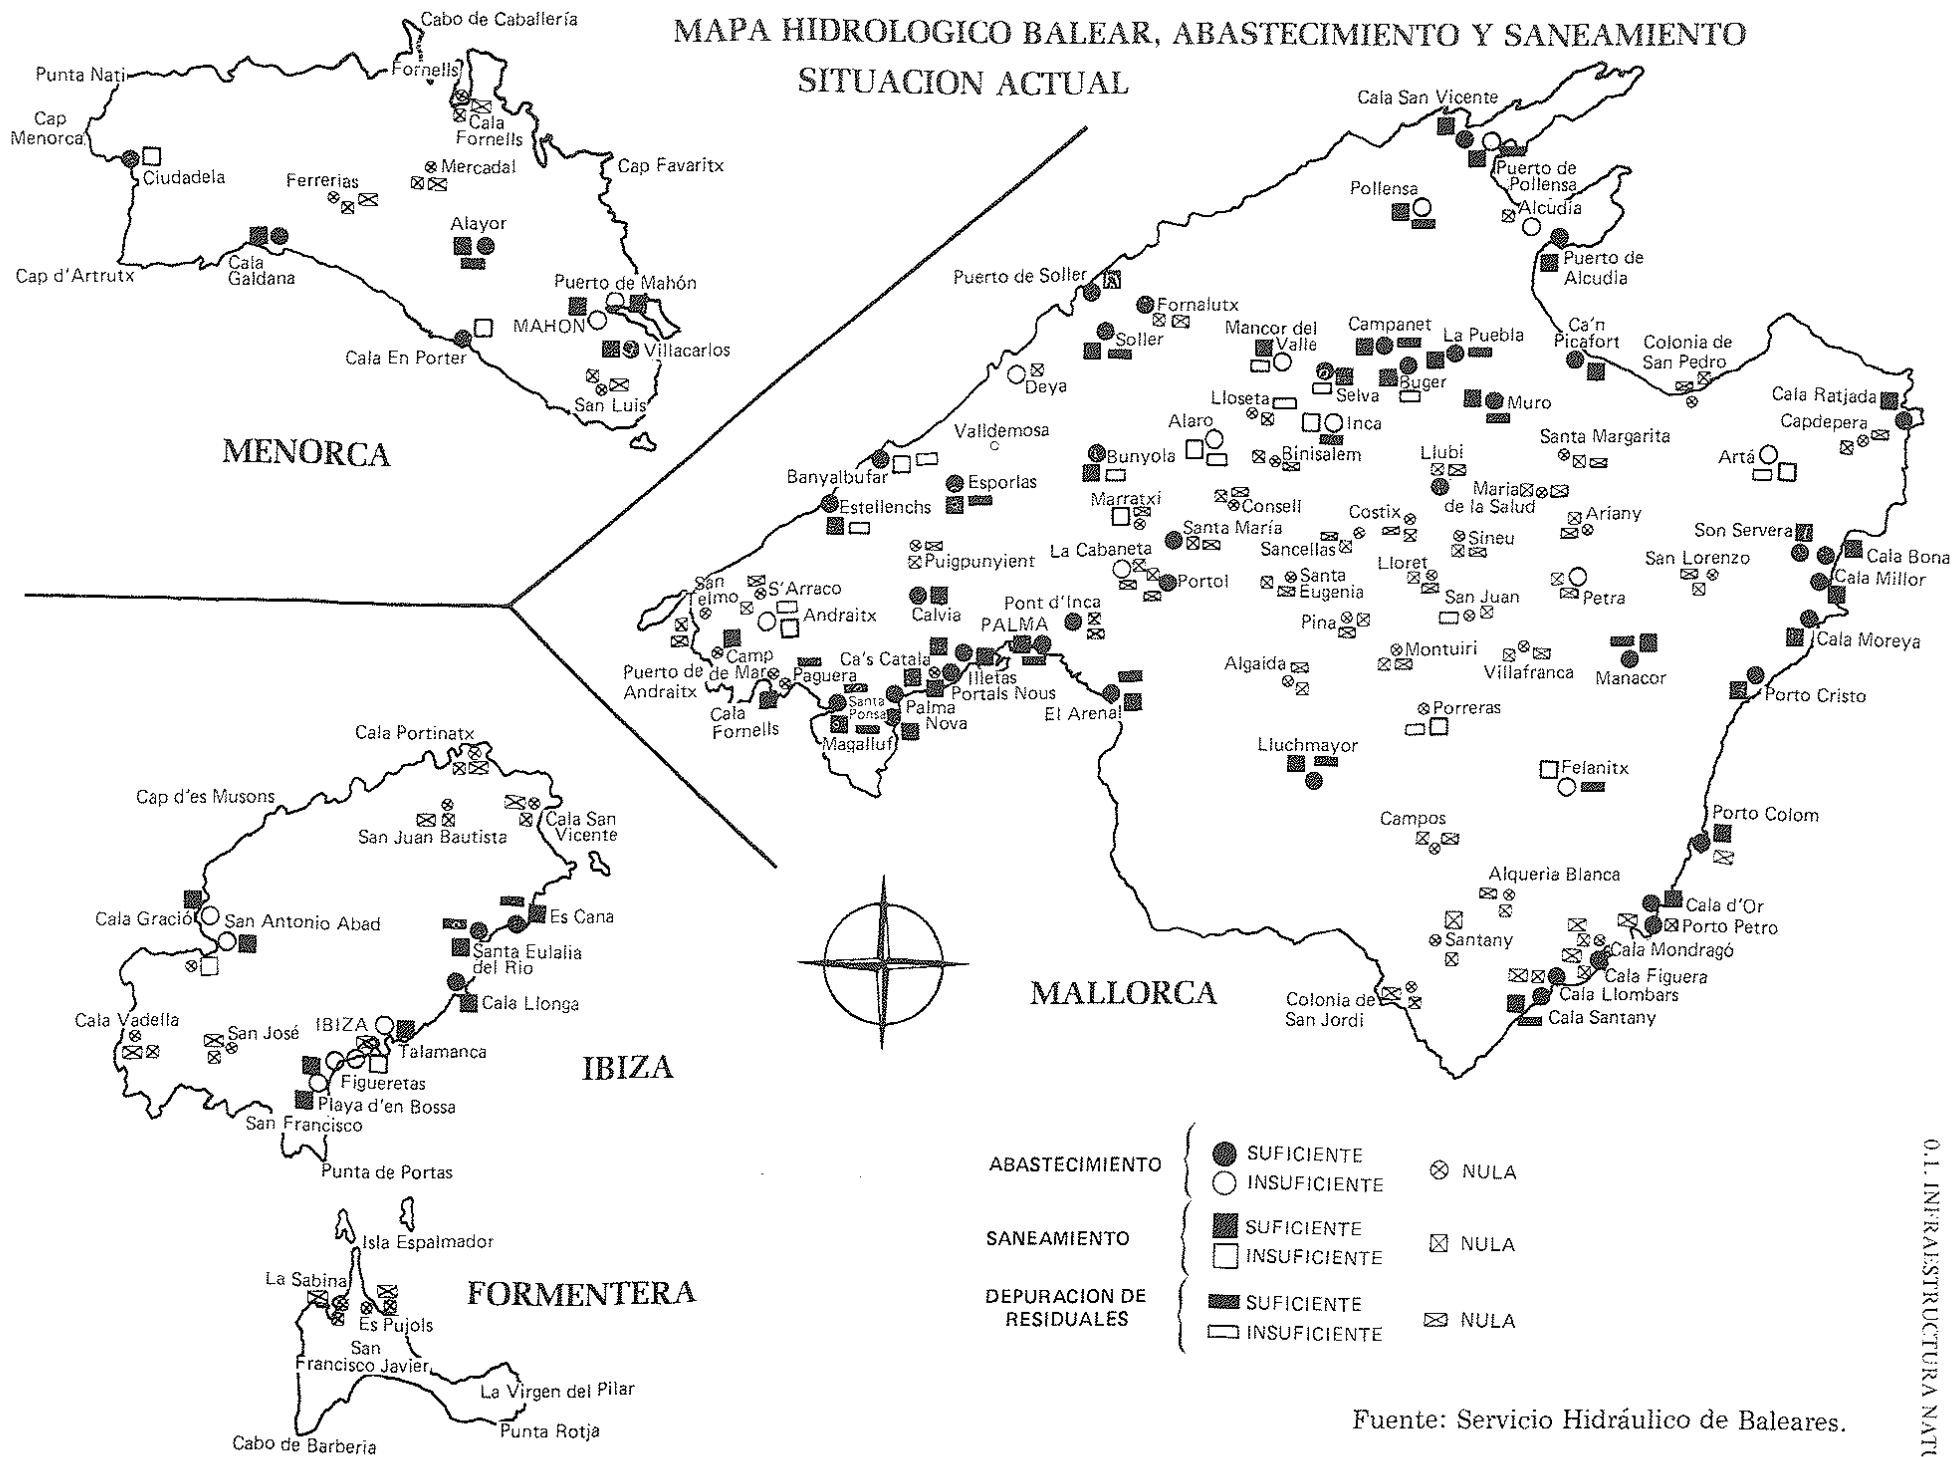 MAPA HIDROLOGICO BALEAR, ABASTECIMIENTO Y SANEAMIENTO
SITUACION ACTUAL
Cabo de Caballería
Punta Nati
Fornells
Cap
Menorca
Cala
Fornells
Cap Favaritx
Mercadal
Ciudadela
Ferrerias
Alayor
Cap d'Artrutx
Cala
Galdana
Puerto de Mahón
MAHON
Cala En Porter
Villacarlos
San Luis
MENORCA
Cala San Vicente
Puerto de
Pollensa
Pollensa
Alcudia
Puerto de
Alcudia
Puerto de Soller
Fornalutx
Soller
Mancor del
Valle
Campanet
La Puebla
Ca'n
Picafort
Colonia de
San Pedro
Deya
Selva
Buger
Cala Ratjada
Lloseta
Muro
Capdepera
Valldemosa
Alaro
Inca
Santa Margarita
Bunyola
Binisalem
Llubi
Artá
Banyalbufar
Esporlas
Maria
de la Salud
Estellenchs
Marratxi
Consell
Costix
Ariany
Santa María
Son Servera
La Cabaneta
Sancellas
Sineu
Cala Bona
Puigpunyient
Lloret
San Lorenzo
Cala Millor
San
Telmo
S'Arraco
Portol
Santa
Eugenia
San Juan
Petra
Andraitx
Calvia
Pont d'Inca
PALMA
Pina
Cala Moreya
Camp
de Mar
Puerto de
Andraitx
Ca's Catala
Illetas
Algaida
Montuiri
Villafranca
Manacor
Paguera
Portals Nous
Porto Cristo
Cala
Fornells
Santa
Ponsa
Palma
Nova
El Arenal
Porreras
Magalluf
Lluchmayor
Felanitx
Campos
Porto Colom
Alqueria Blanca
Cala d'Or
Porto Petro
Santany
Cala Mondragó
Cala Figuera
Colonia de
San Jordi
Cala Llombars
Cala Santany
MALLORCA
Cala Portinatx
Cap d'es Musons
San Juan Bautista
Cala San
Vicente
Cala Gració
San Antonio Abad
Es Cana
Santa Eulalia
del Rio
Cala Llonga
Cala Vadella
San José
IBIZA
Talamanca
Figueretas
Playa d'en Bossa
San Francisco
IBIZA
Punta de Portas
Isla Espalmador
La Sabina
FORMENTERA
Es Pujols
San
Francisco Javier
La Virgen del Pilar
Punta Rotja
Cabo de Barberia
ABASTECIMIENTO
SUFICIENTE
INSUFICIENTE
NULA
SANEAMIENTO
SUFICIENTE
INSUFICIENTE
NULA
DEPURACION DE
RESIDUALES
SUFICIENTE
INSUFICIENTE
NULA
Fuente: Servicio Hidráulico de Baleares.
0.1. INFRAESTRUCTURA